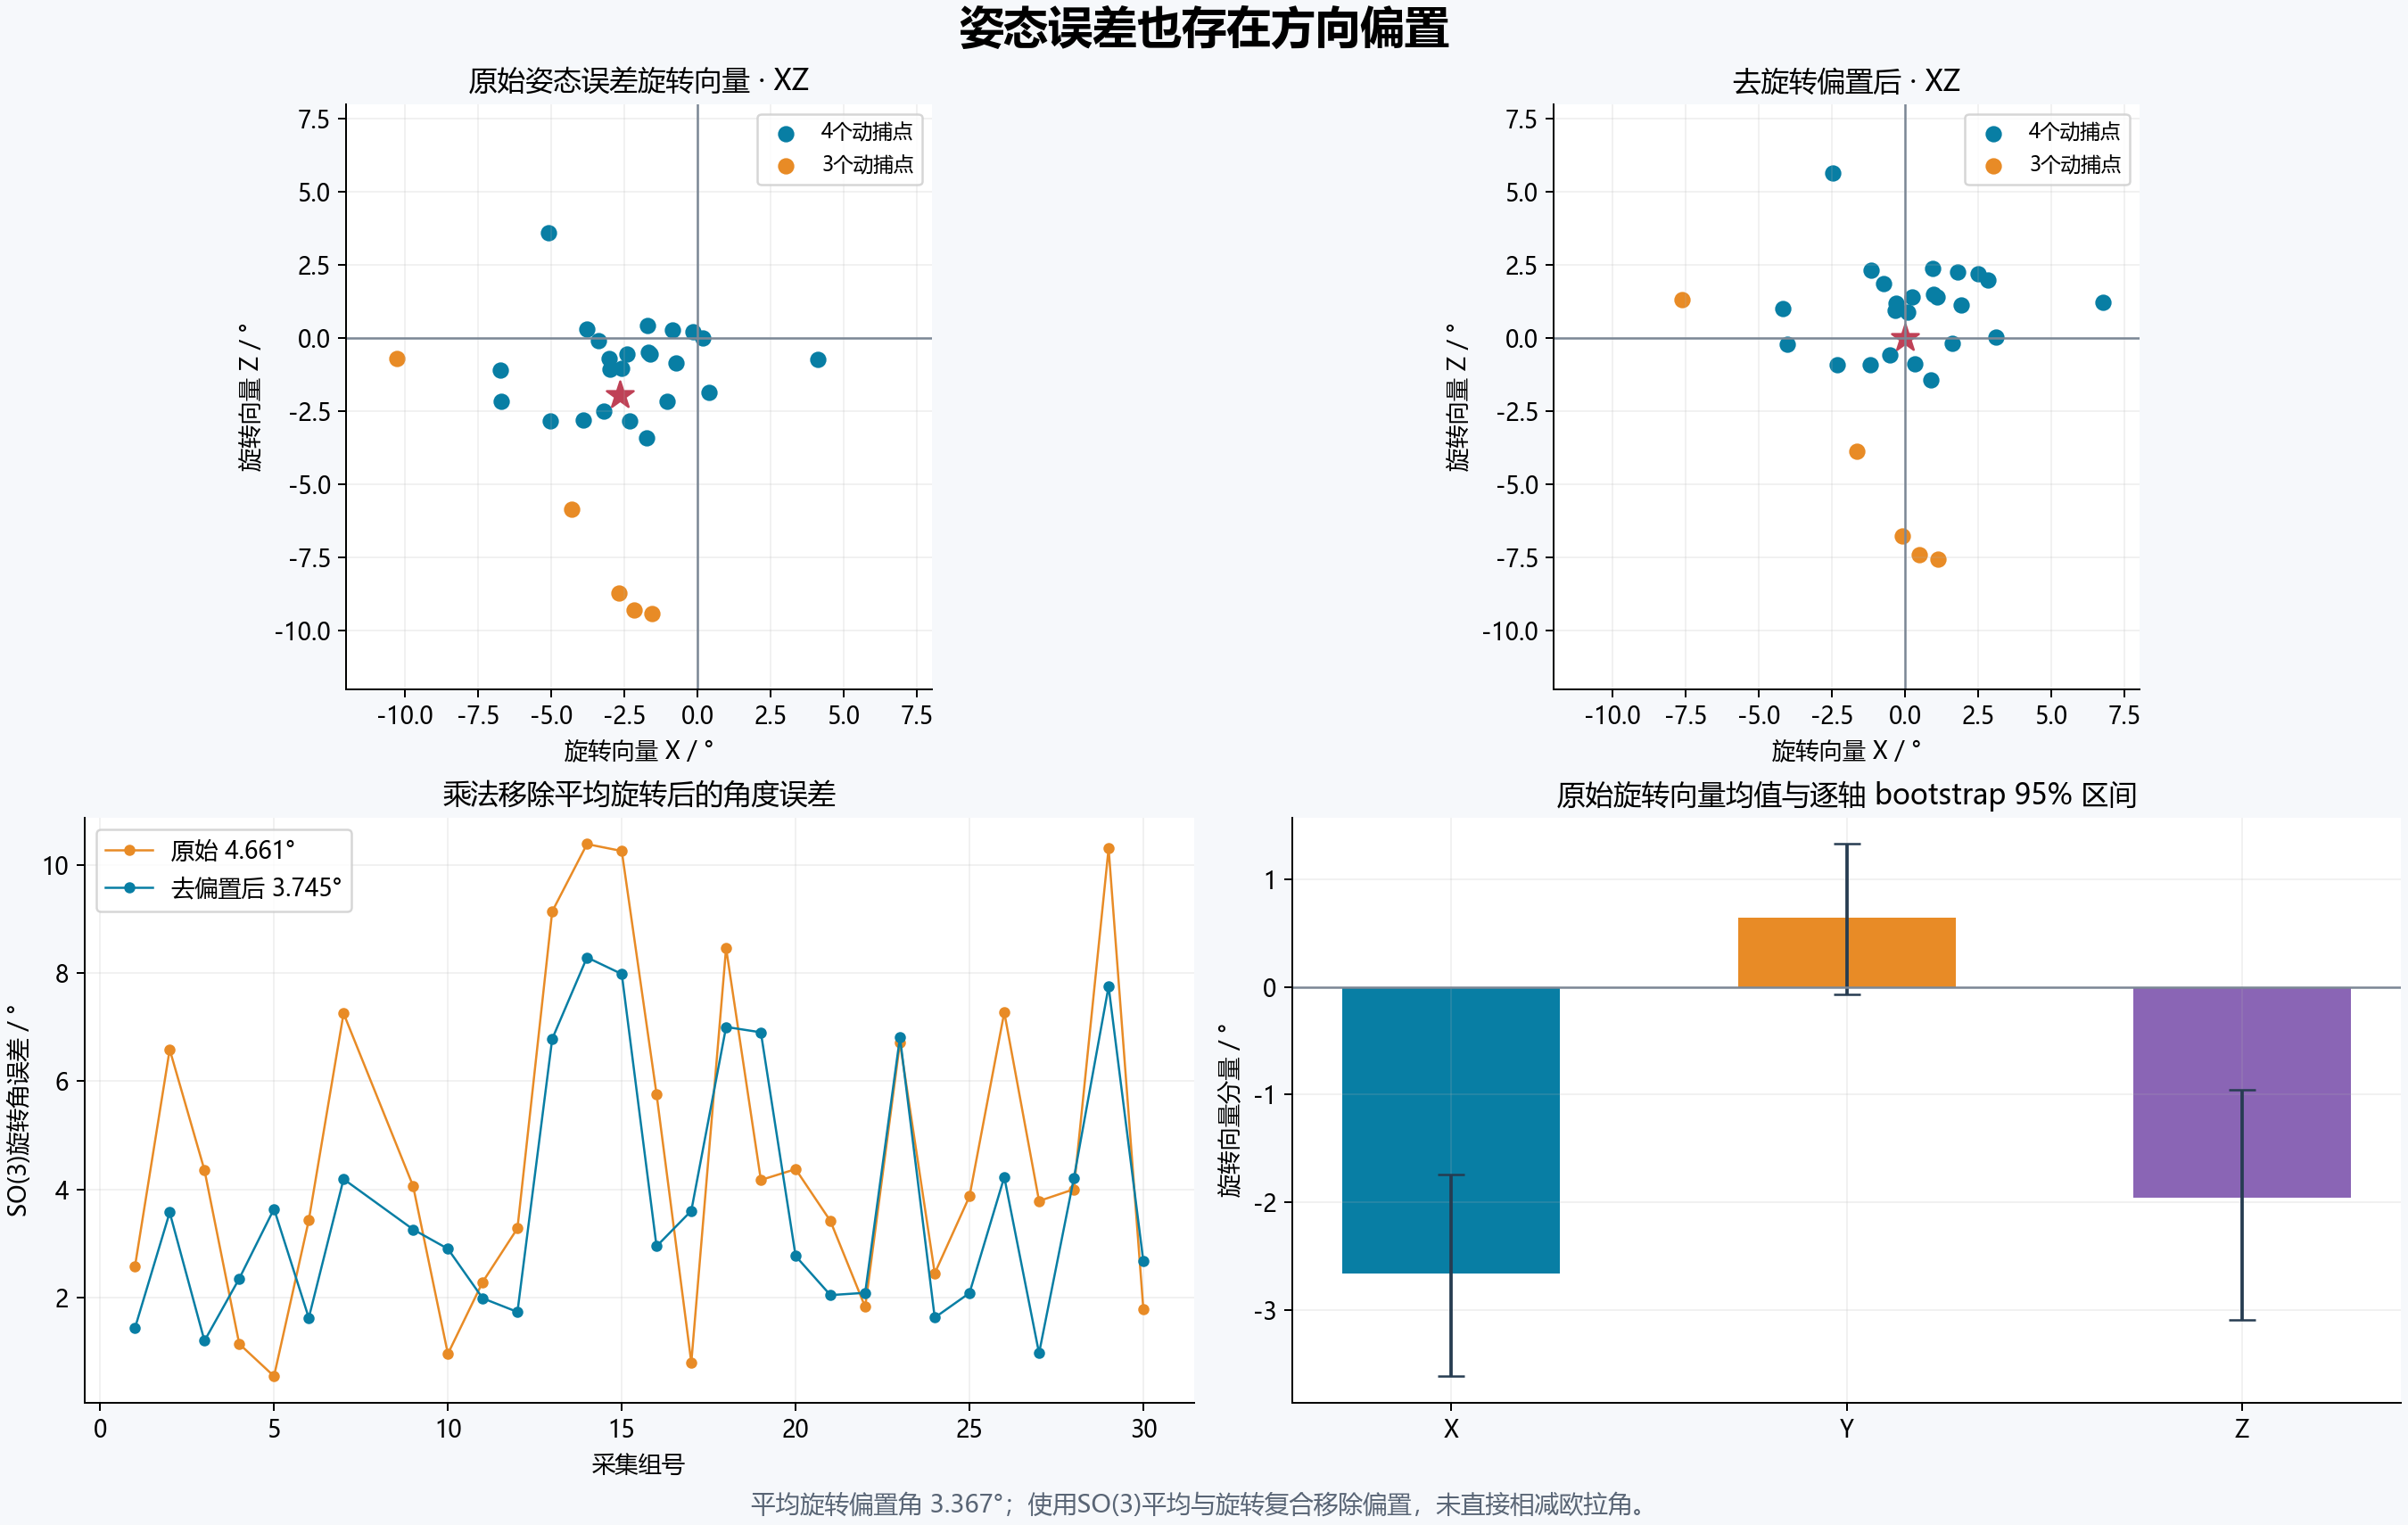 姿态误差也存在方向偏置
原始姿态误差旋转向量 · XZ
4个动捕点
3个动捕点
7.5
5.0
2.5
0.0
-2.5
-5.0
-7.5
-10.0
旋转向量 Z / °
-10.0 -7.5 -5.0 -2.5 0.0 2.5 5.0 7.5
旋转向量 X / °
去旋转偏置后 · XZ
4个动捕点
3个动捕点
7.5
5.0
2.5
0.0
-2.5
-5.0
-7.5
-10.0
旋转向量 Z / °
-10.0 -7.5 -5.0 -2.5 0.0 2.5 5.0 7.5
旋转向量 X / °
乘法移除平均旋转后的角度误差
原始 4.661°
去偏置后 3.745°
10
8
6
4
2
SO(3)旋转角误差 / °
0 5 10 15 20 25 30
采集组号
原始旋转向量均值与逐轴 bootstrap 95% 区间
1
0
-1
-2
-3
旋转向量分量 / °
X Y Z
平均旋转偏置角 3.367°；使用SO(3)平均与旋转复合移除偏置，未直接相减欧拉角。